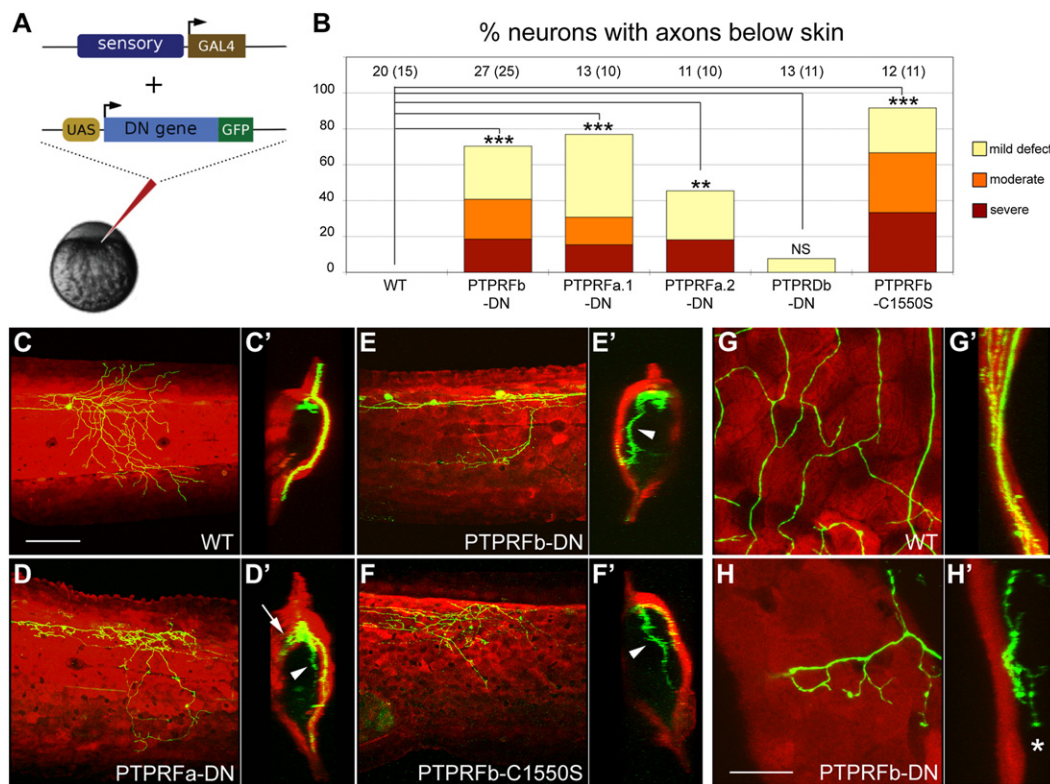 A
sensory
GAL4
+
UAS
DN gene
GFP
B
% neurons with axons below skin
20 (15)
27 (25)
13 (10)
11 (10)
13 (11)
12 (11)
100
80
60
40
20
0
***
***
**
NS
***
WT
PTPRFb
-DN
PTPRFa.1
-DN
PTPRFa.2
-DN
PTPRDb
-DN
PTPRFb
-C1550S
mild defect
moderate
severe
C
WT
C'
E
PTPRFb-DN
E'
G
WT
G'
D
PTPRFa-DN
D'
F
PTPRFb-C1550S
F'
H
PTPRFb-DN
H'
*